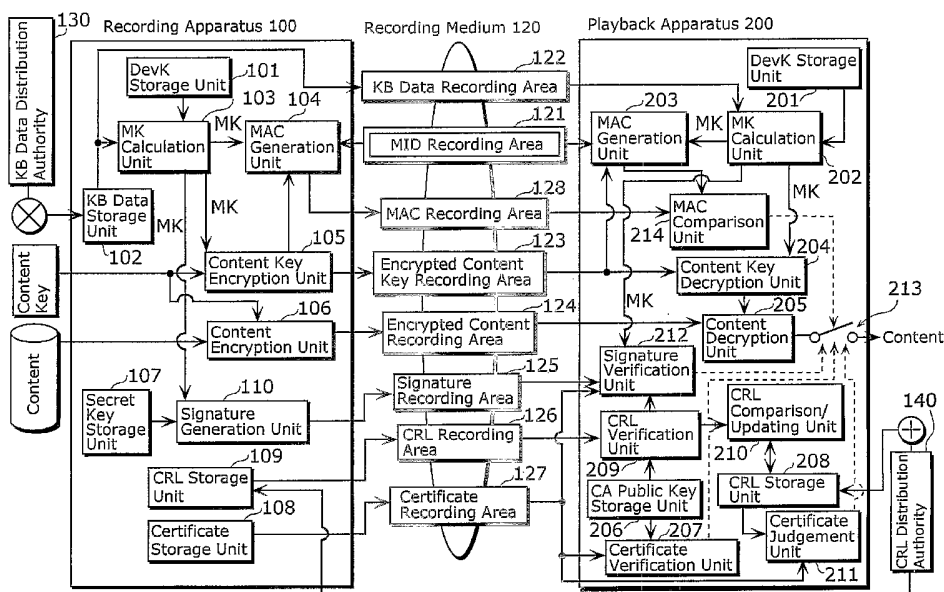 130
KB Data Distribution
Authority
Recording Apparatus 100
DevK
Storage Unit
101
103
104
MK
Calculation
Unit
MK
MAC
Generation
Unit
KB Data
Storage
Unit
102
MK
MK
105
Content Key
Encryption Unit
Content
Key
106
Content
Encryption Unit
Content
107
Secret
Key
Storage
Unit
110
Signature
Generation Unit
109
CRL Storage
Unit
108
Certificate
Storage Unit
Recording Medium 120
122
KB Data Recording Area
121
MID Recording Area
128
MAC Recording Area
123
Encrypted Content
Key Recording Area
124
Encrypted Content
Recording Area
125
Signature
Recording Area
126
CRL Recording
Area
127
Certificate
Recording Area
Playback Apparatus 200
DevK Storage
Unit
201
203
MAC
Generation
Unit
MK
MK
Calculation
Unit
202
MK
MAC
Comparison
Unit
214
204
Content Key
Decryption Unit
205
Content
Decryption
Unit
213
Content
MK
212
Signature
Verification
Unit
CRL
Verification
Unit
209
CRL
Comparison/
Updating Unit
210
208
CRL Storage
Unit
CA Public Key
Storage Unit
206
207
Certificate
Verification Unit
Certificate
Judgement
Unit
211
140
CRL Distribution
Authority